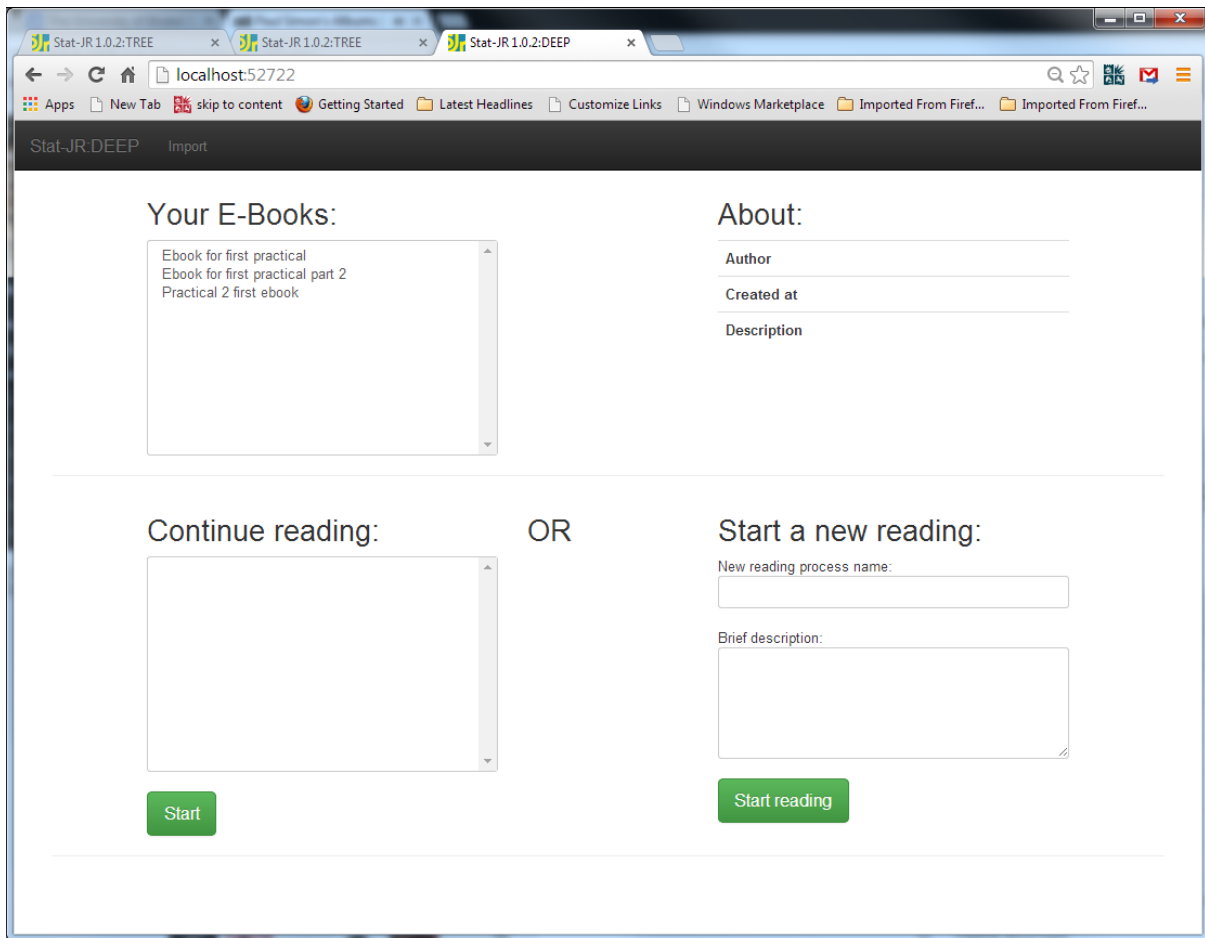 Stat-JR 1.0.2:TREE
Stat-JR 1.0.2:TREE
Stat-JR 1.0.2:DEEP
localhost:52722
Apps
New Tab
skip to content
Getting Started
Latest Headlines
Customize Links
Windows Marketplace
Imported From Firef...
Imported From Firef...
Stat-JR:DEEP
Import
Your E-Books:
Ebook for first practical
Ebook for first practical part 2
Practical 2 first ebook
About:
Author
Created at
Description
Continue reading:
OR
Start a new reading:
New reading process name:
Brief description:
Start
Start reading